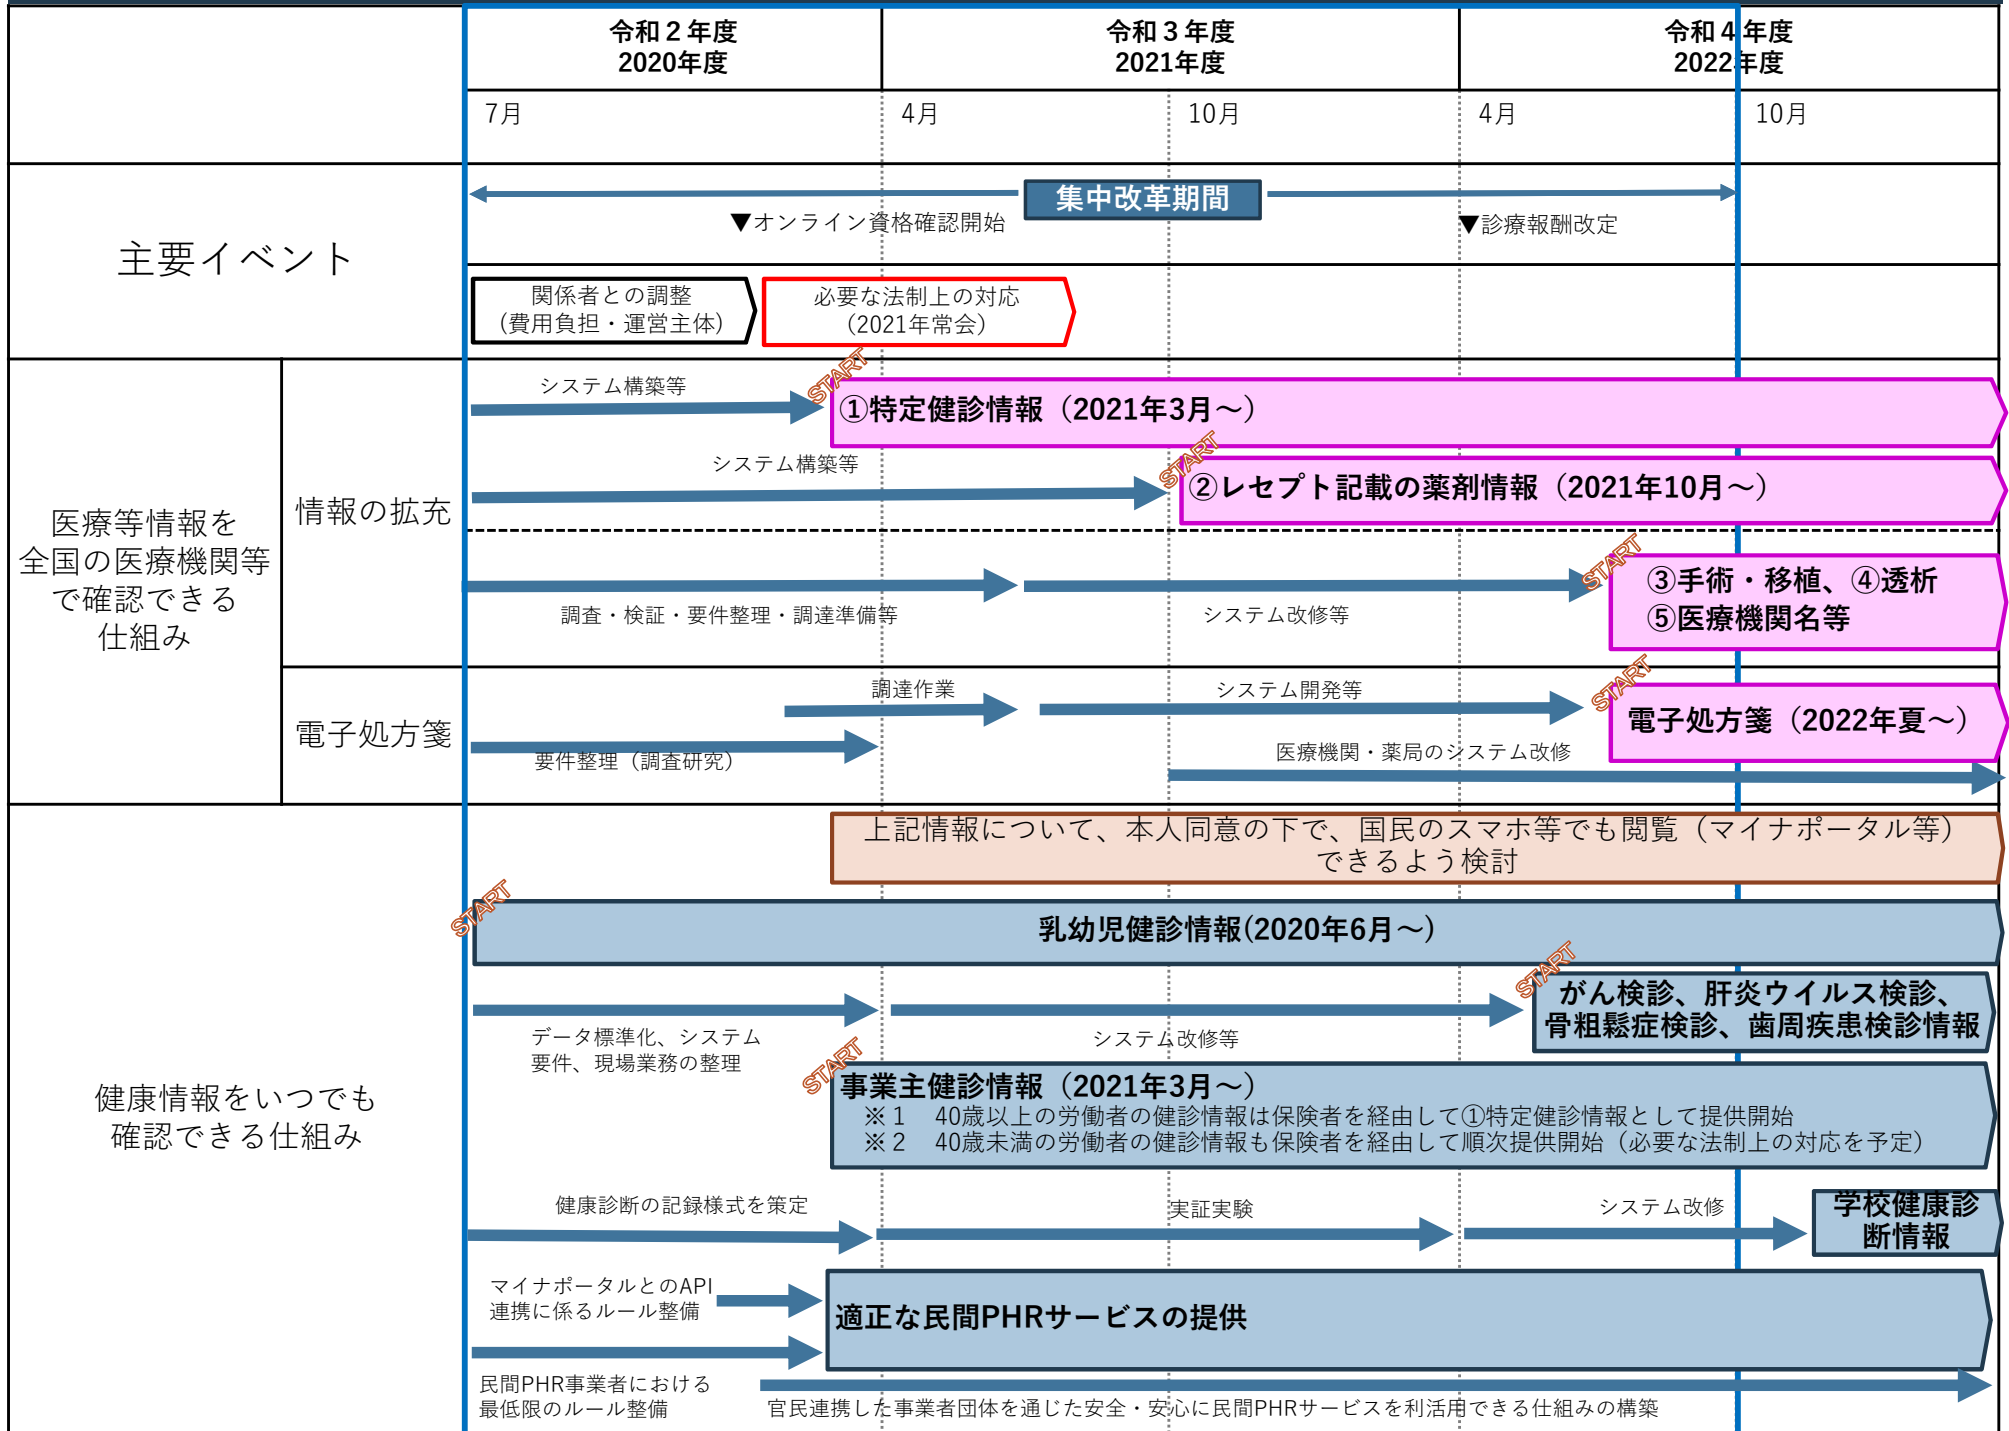 令和２年度
2020年度
令和３年度
2021年度
令和４年度
2022年度
7月
4月
10月
4月
10月
主要イベント
集中改革期間
▼オンライン資格確認開始
▼診療報酬改定
関係者との調整
(費用負担・運営主体)
必要な法制上の対応
(2021年常会)
医療等情報を
全国の医療機関等
で確認できる
仕組み
情報の拡充
システム構築等
START
①特定健診情報（2021年3月～）
システム構築等
START
②レセプト記載の薬剤情報（2021年10月～）
調査・検証・要件整理・調達準備等
システム改修等
START
③手術・移植、④透析
⑤医療機関名等
電子処方箋
調達作業
要件整理（調査研究）
システム開発等
START
電子処方箋（2022年夏～）
医療機関・薬局のシステム改修
健康情報をいつでも
確認できる仕組み
上記情報について、本人同意の下で、国民のスマホ等でも閲覧（マイナポータル等）
できるよう検討
START
乳幼児健診情報(2020年6月～)
データ標準化、システム
要件、現場業務の整理
システム改修等
START
がん検診、肝炎ウイルス検診、
骨粗鬆症検診、歯周疾患検診情報
START
事業主健診情報（2021年3月～）
※１　40歳以上の労働者の健診情報は保険者を経由して①特定健診情報として提供開始
※２　40歳未満の労働者の健診情報も保険者を経由して順次提供開始（必要な法制上の対応を予定）
健康診断の記録様式を策定
実証実験
システム改修
学校健康診
断情報
マイナポータルとのAPI
連携に係るルール整備
適正な民間PHRサービスの提供
民間PHR事業者における
最低限のルール整備
官民連携した事業者団体を通じた安全・安心に民間PHRサービスを利活用できる仕組みの構築